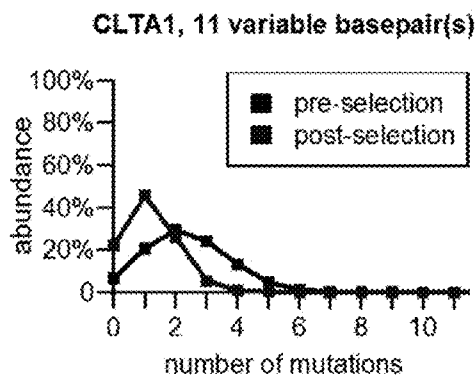 CLTA1, 11 variable basepair(s)
100%
80%
60%
40%
20%
0
abundance
pre-selection
post-selection
0 2 4 6 8 10
number of mutations